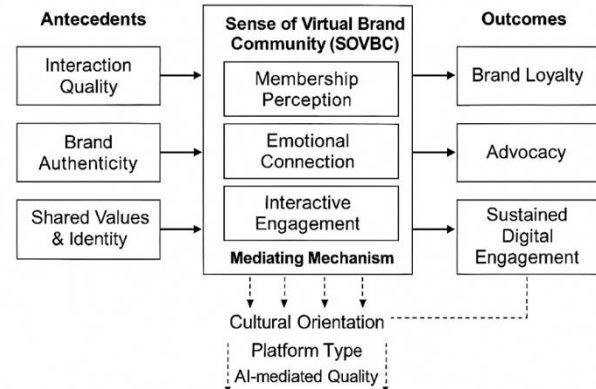 Antecedents
Interaction
Quality
Brand
Authenticity
Shared Values
& Identity
Sense of Virtual Brand
Community (SOVBC)
Membership
Perception
Emotional
Connection
Interactive
Engagement
Mediating Mechanism
Outcomes
Brand Loyalty
Advocacy
Sustained
Digital
Engagement
Cultural Orientation
Platform Type
AI-mediated Quality